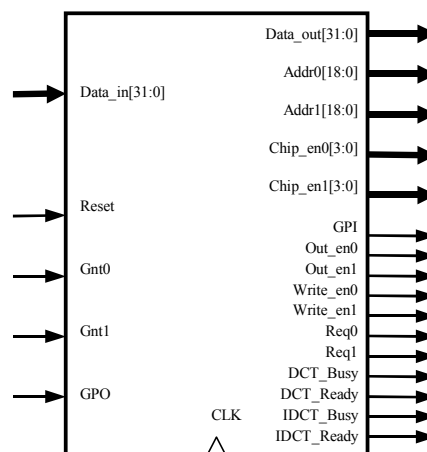 Data_out[31:0]
Addr0[18:0]
Data_in[31:0]
Addr1[18:0]
Chip_en0[3:0]
Chip_en1[3:0]
Reset
GPI
Out_en0
Gnt0
Out_en1
Write_en0
Write_en1
Gnt1
Req0
Req1
DCT_Busy
GPO
DCT_Ready
CLK
IDCT_Busy
IDCT_Ready